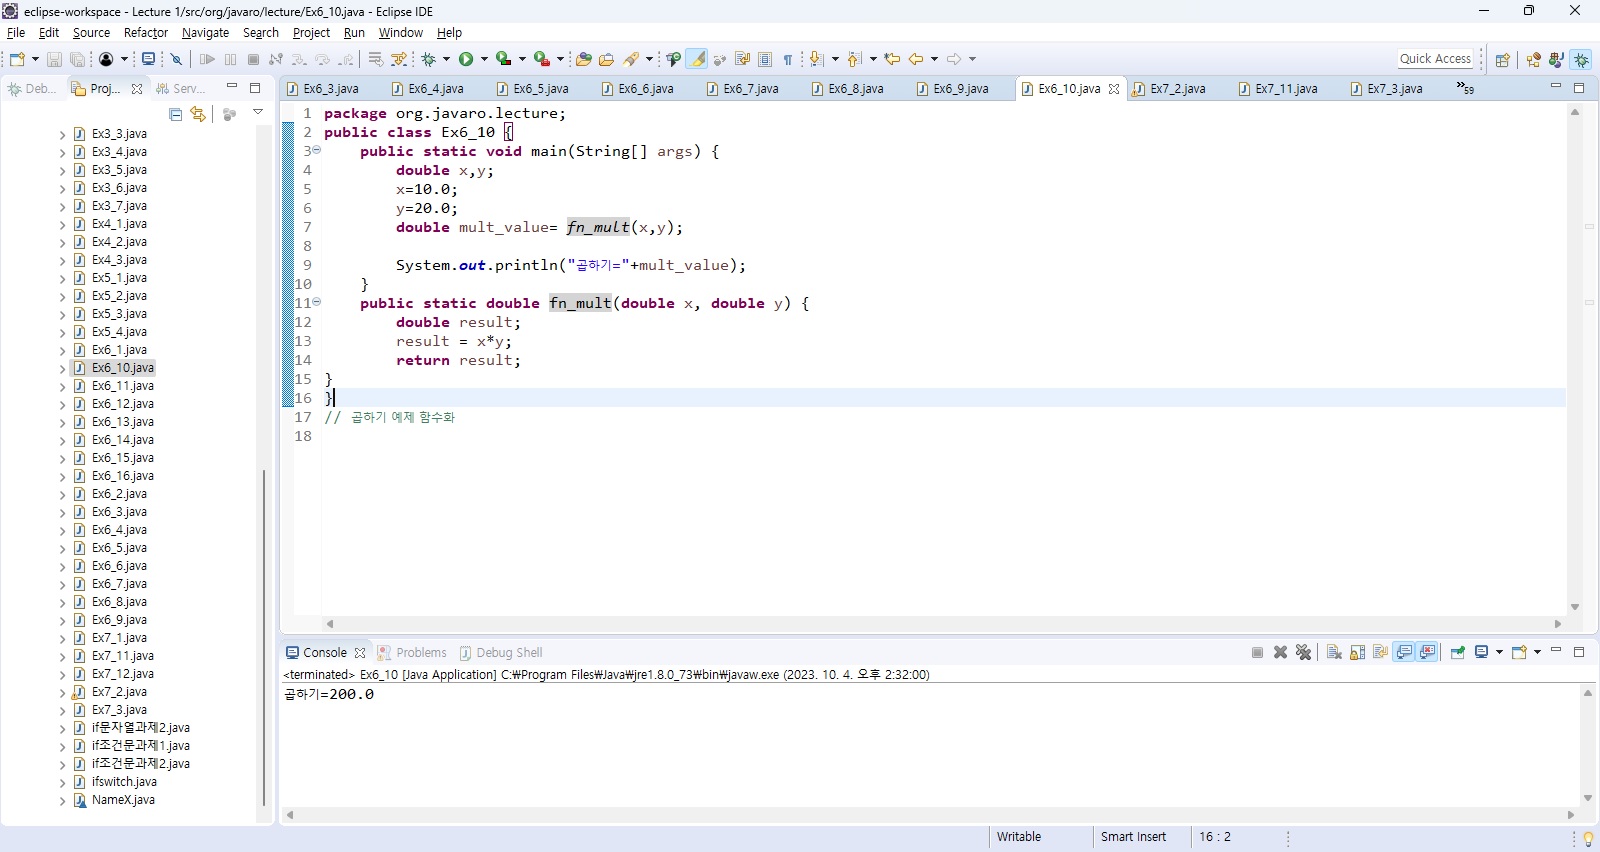 eclipse-workspace - Lecture 1/src/org/javaro/lecture/Ex6_10.java - Eclipse IDE
File Edit Source Refactor Navigate Search Project Run Window Help
Quick Access
Deb... Proj... Serv...
Ex3_3.java
Ex3_4.java
Ex3_5.java
Ex3_6.java
Ex3_7.java
Ex4_1.java
Ex4_2.java
Ex4_3.java
Ex5_1.java
Ex5_2.java
Ex5_3.java
Ex5_4.java
Ex6_1.java
Ex6_10.java
Ex6_11.java
Ex6_12.java
Ex6_13.java
Ex6_14.java
Ex6_15.java
Ex6_16.java
Ex6_2.java
Ex6_3.java
Ex6_4.java
Ex6_5.java
Ex6_6.java
Ex6_7.java
Ex6_8.java
Ex6_9.java
Ex7_1.java
Ex7_11.java
Ex7_12.java
Ex7_2.java
Ex7_3.java
if문자열과제2.java
if조건문과제1.java
if조건문과제2.java
ifswitch.java
NameX.java
Ex6_3.java Ex6_4.java Ex6_5.java Ex6_6.java Ex6_7.java Ex6_8.java Ex6_9.java Ex6_10.java Ex7_2.java Ex7_11.java Ex7_3.java »59
1 package org.javaro.lecture;
2 public class Ex6_10 {
3 public static void main(String[] args) {
4 double x,y;
5 x=10.0;
6 y=20.0;
7 double mult_value= fn_mult(x,y);
8
9 System.out.println("곱하기="+mult_value);
10 }
11 public static double fn_mult(double x, double y) {
12 double result;
13 result = x*y;
14 return result;
15 }
16 }
17 // 곱하기 예제 함수화
18
Console Problems Debug Shell
<terminated> Ex6_10 [Java Application] C:₩Program Files₩Java₩jre1.8.0_73₩bin₩javaw.exe (2023. 10. 4. 오후 2:32:00)
곱하기=200.0
Writable Smart Insert 16 : 2